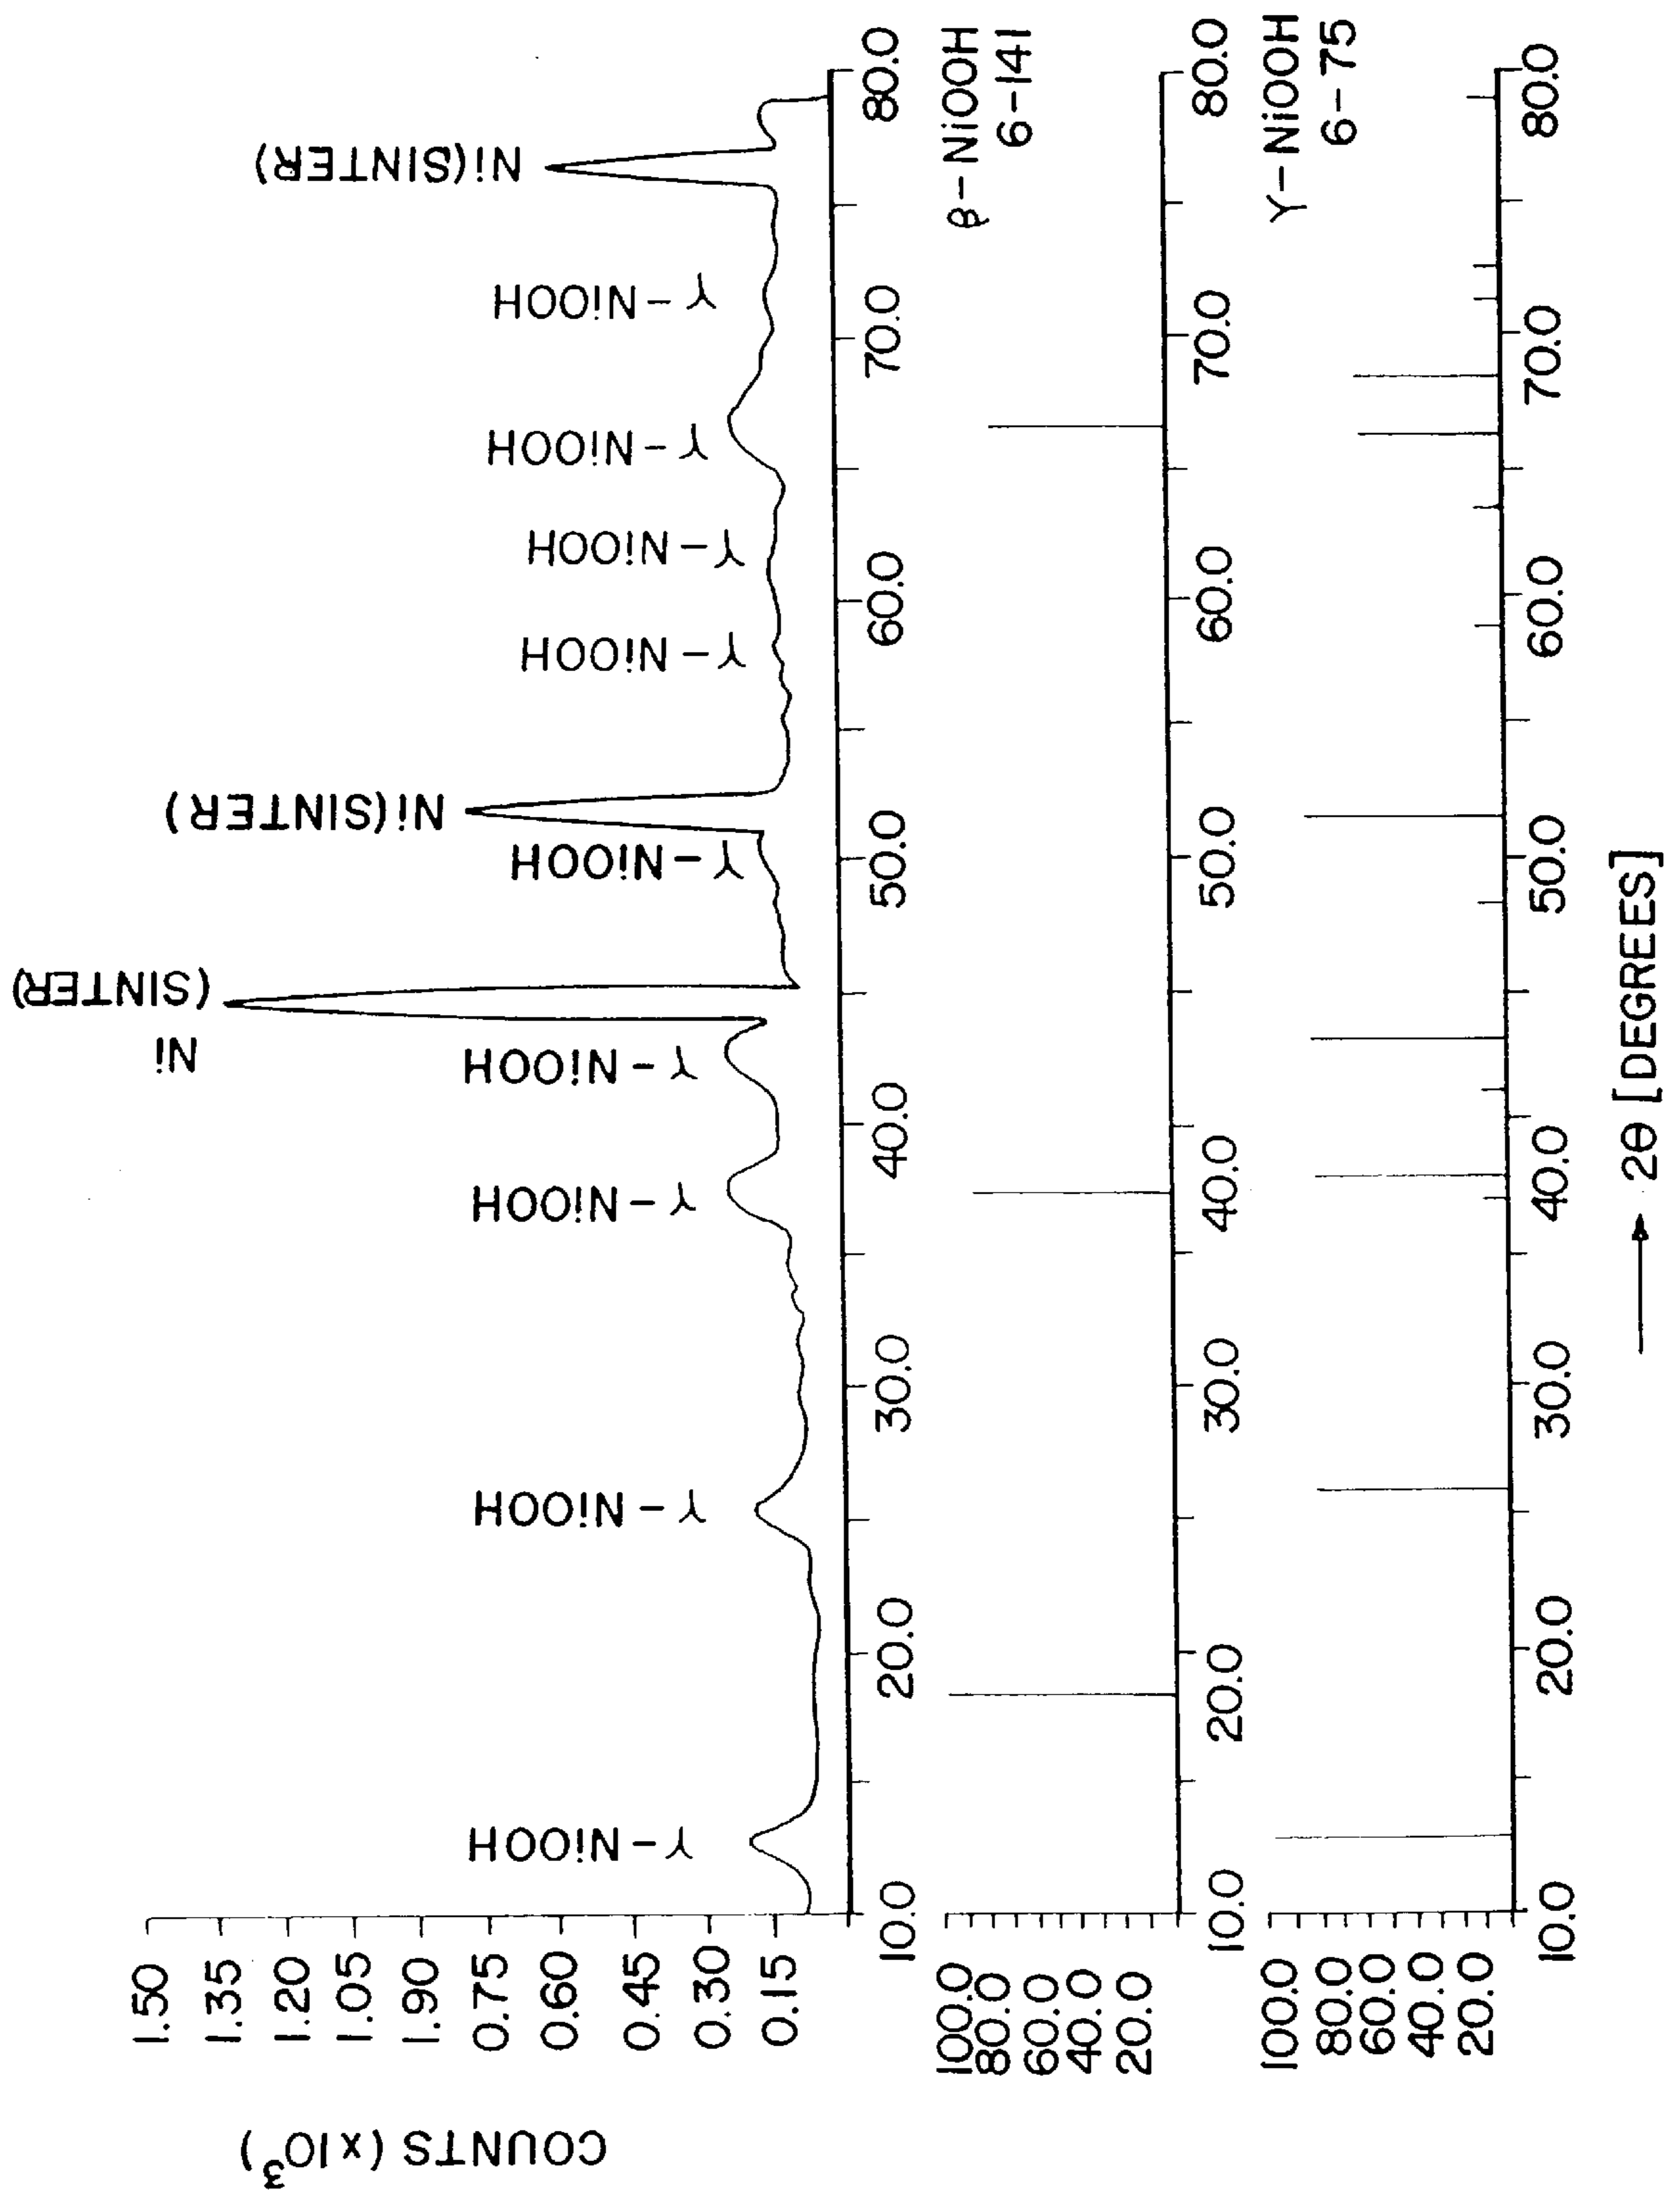 COUNTS (x10³)
1.50
1.35
1.20
1.05
1.90
0.75
0.60
0.45
0.30
0.15
γ-NiOOH
γ-NiOOH
γ-NiOOH
γ-NiOOH
Ni
(SINTER)
γ-NiOOH
Ni(SINTER)
γ-NiOOH
γ-NiOOH
γ-NiOOH
γ-NiOOH
Ni(SINTER)
10.0 20.0 30.0 40.0 50.0 60.0 70.0 80.0
β-NiOOH
6-141
100.0
80.0
60.0
40.0
20.0
10.0 20.0 30.0 40.0 50.0 60.0 70.0 80.0
γ-NiOOH
6-75
100.0
80.0
60.0
40.0
20.0
10.0 20.0 30.0 40.0 50.0 60.0 70.0 80.0
→ 2θ [DEGREES]